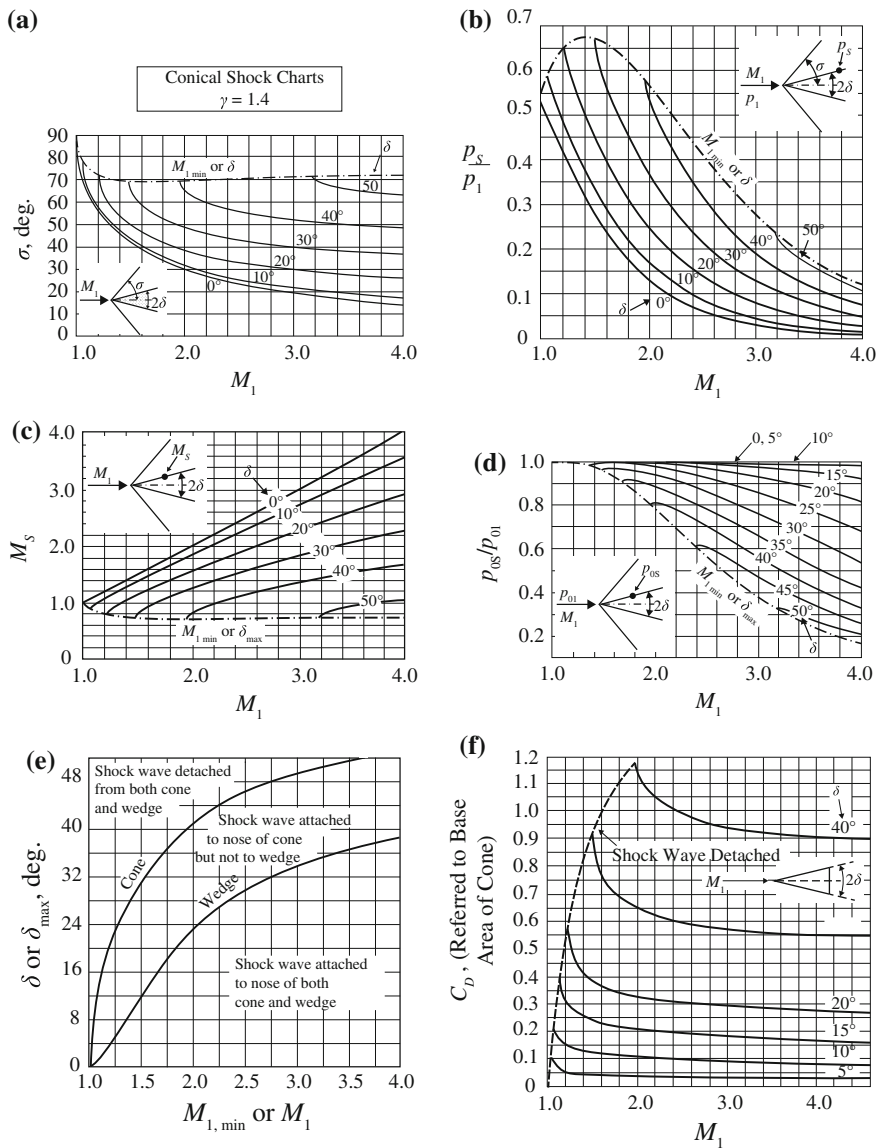 (a)
Conical Shock Charts
γ = 1.4
90
80
70
60
50
40
30
20
10
0
σ, deg.
M1 min or δ
δ
50
40°
30°
20°
10°
0°
M1
σ
2δ
1.0
2.0
3.0
4.0
M1
(b)
0.7
0.6
0.5
0.4
0.3
0.2
0.1
0
pS
p1
M1
p1
σ
pS
2δ
M1 min or δ
50°
40°
30°
20°
10°
0°
δ
1.0
2.0
3.0
4.0
M1
(c)
4.0
3.0
2.0
1.0
0
MS
M1
MS
2δ
δ
0°
10°
20°
30°
40°
50°
M1 min or δmax
1.0
2.0
3.0
4.0
M1
(d)
0, 5°
10°
15°
20°
25°
30°
35°
40°
45°
50°
δ
1.0
0.8
0.6
0.4
0.2
p0S/p01
p01
M1
p0S
2δ
M1 min or δmax
1.0
2.0
3.0
4.0
M1
(e)
48
40
32
24
16
8
0
δ or δmax, deg.
Shock wave detached
from both cone
and wedge
Shock wave attached
to nose of cone
but not to wedge
Cone
Wedge
Shock wave attached
to nose of both
cone and wedge
1.0
1.5
2.0
2.5
3.0
3.5
4.0
M1, min or M1
(f)
1.2
1.1
1.0
0.9
0.8
0.7
0.6
0.5
0.4
0.3
0.2
0.1
0
CD , (Referred to Base
Area of Cone)
δ
40°
Shock Wave Detached
M1
2δ
20°
15°
10°
5°
1.0
2.0
3.0
4.0
M1